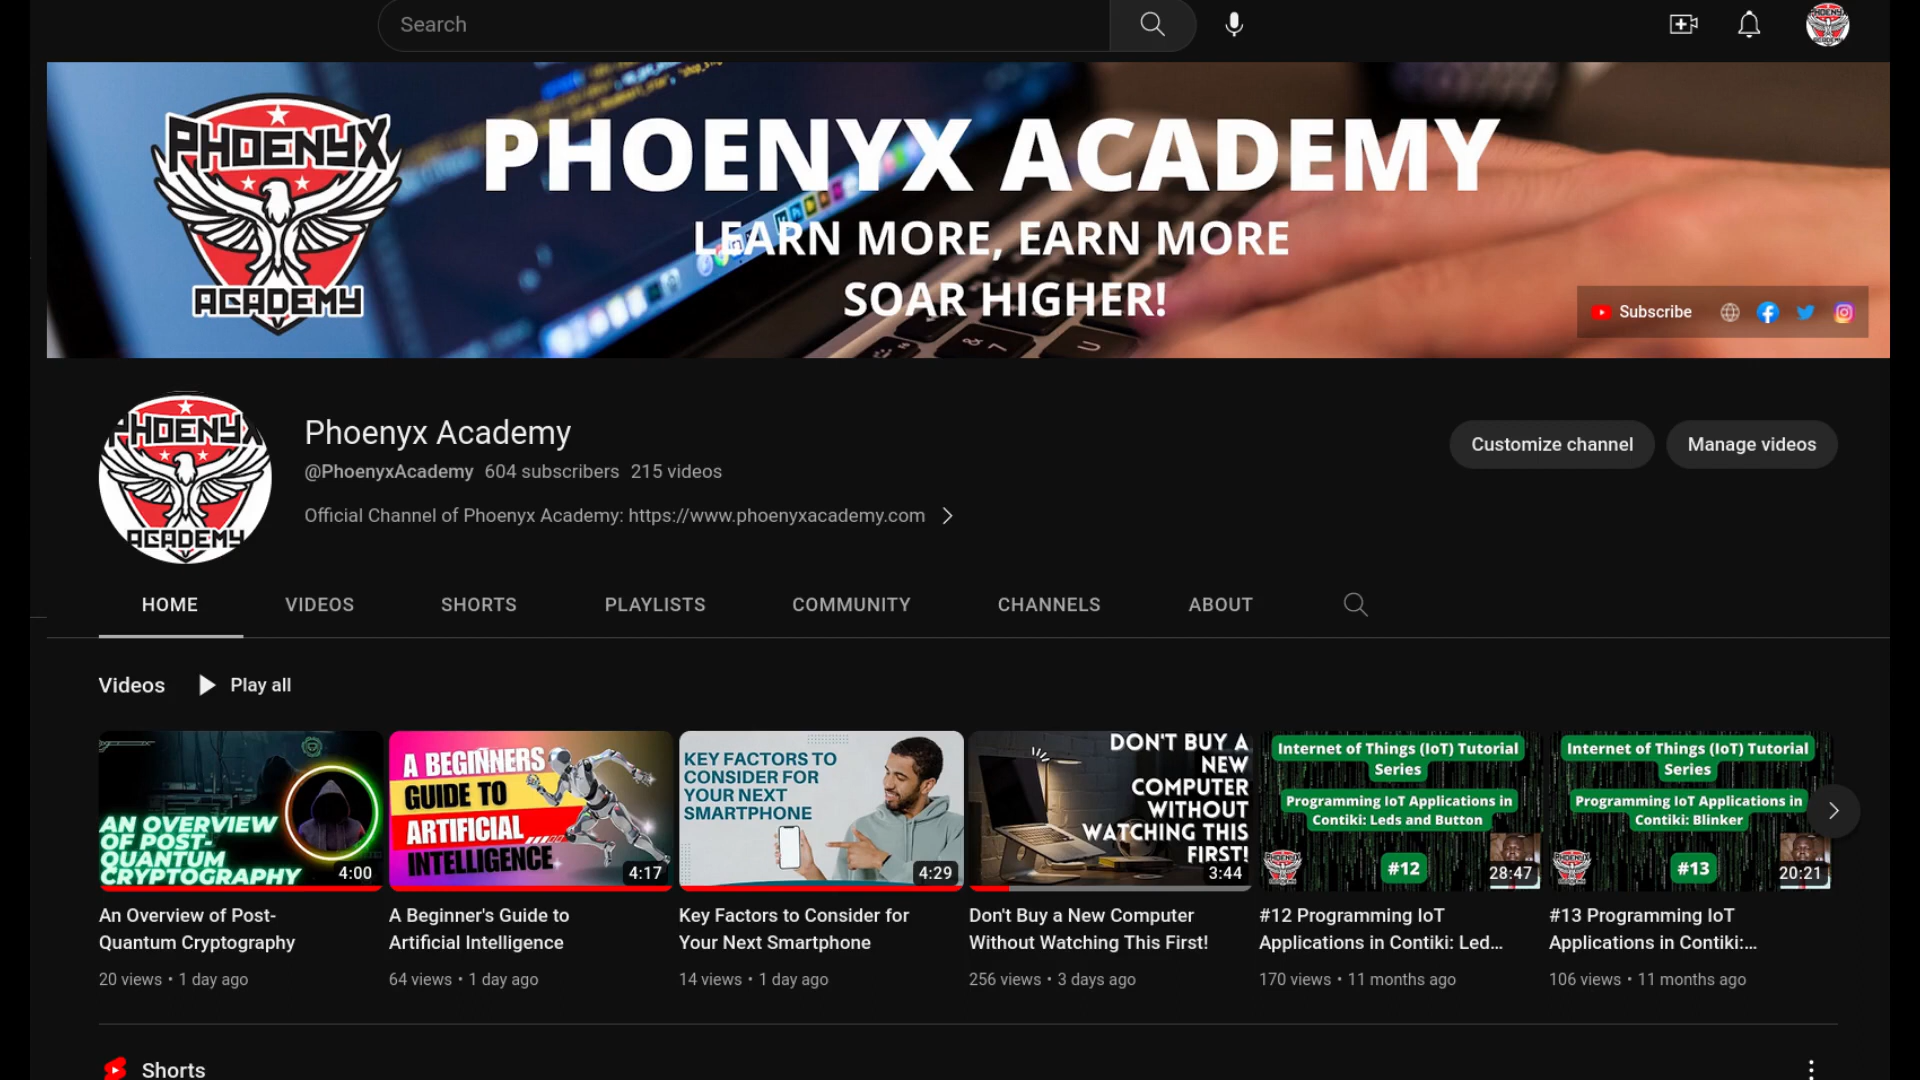 Search
PHOENYX
ACADEMY
PHOENYX ACADEMY
LEARN MORE, EARN MORE
SOAR HIGHER!
Subscribe
PHOENYX
ACADEMY
Phoenyx Academy
@PhoenyxAcademy 604 subscribers 215 videos
Official Channel of Phoenyx Academy: https://www.phoenyxacademy.com
Customize channel
Manage videos
HOME VIDEOS SHORTS PLAYLISTS COMMUNITY CHANNELS ABOUT
Videos
Play all
AN OVERVIEW
OF POST-
QUANTUM
CRYPTOGRAPHY
4:00
An Overview of Post-
Quantum Cryptography
20 views • 1 day ago
A BEGINNERS
GUIDE TO
ARTIFICIAL
INTELLIGENCE
4:17
A Beginner's Guide to
Artificial Intelligence
64 views • 1 day ago
KEY FACTORS TO
CONSIDER FOR
YOUR NEXT
SMARTPHONE
4:29
Key Factors to Consider for
Your Next Smartphone
14 views • 1 day ago
DON'T BUY A
NEW
COMPUTER
WITHOUT
WATCHING THIS
FIRST!
3:44
Don't Buy a New Computer
Without Watching This First!
256 views • 3 days ago
Internet of Things (IoT) Tutorial
Series
Programming IoT Applications in
Contiki: Leds and Button
#12
28:47
#12 Programming IoT
Applications in Contiki: Led...
170 views • 11 months ago
Internet of Things (IoT) Tutorial
Series
Programming IoT Applications in
Contiki: Blinker
#13
20:21
#13 Programming IoT
Applications in Contiki:...
106 views • 11 months ago
Shorts